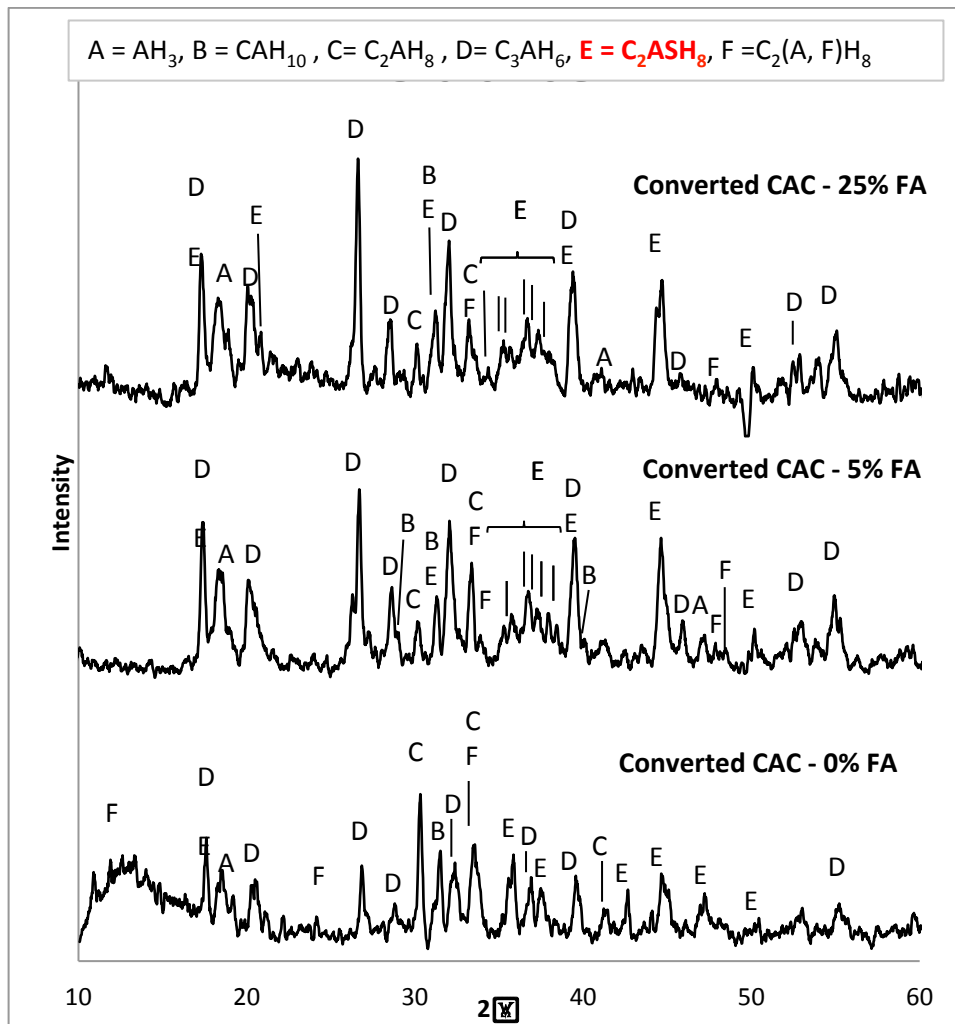 A = AH₃, B = CAH₁₀ , C= C₂AH₈ , D= C₃AH₆, E = C₂ASH₈, F =C₂(A, F)H₈
Intensity
Converted CAC - 25% FA
D
D
E
E
A
D
D
C
B
E
D
C
F
E
D
E
A
E
D
F
E
D
D
Converted CAC - 5% FA
D
E
A
D
D
D
B
C
B
E
D
C
F
F
E
D
E
B
E
D
A
F
F
E
D
D
Converted CAC - 0% FA
F
D
E
A
D
F
D
D
C
B
D
C
F
E
D
E
D
C
E
E
E
E
D
10 20 30 40 50 60
2